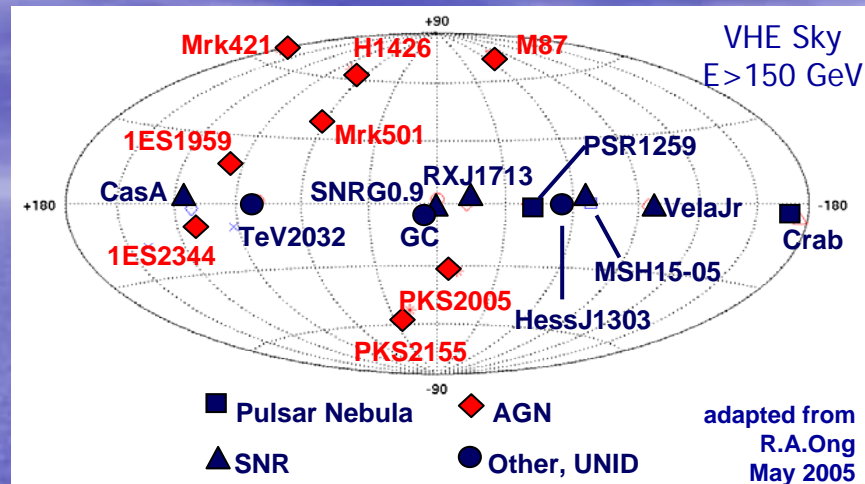 +90
Mrk421
H1426
M87
VHE Sky
E>150 GeV
Mrk501
1ES1959
PSR1259
CasA
SNRG0.9
RXJ1713
+180
-180
TeV2032
GC
VelaJr
Crab
1ES2344
MSH15-05
PKS2005
HessJ1303
PKS2155
-90
Pulsar Nebula
AGN
SNR
Other, UNID
adapted from
R.A.Ong
May 2005